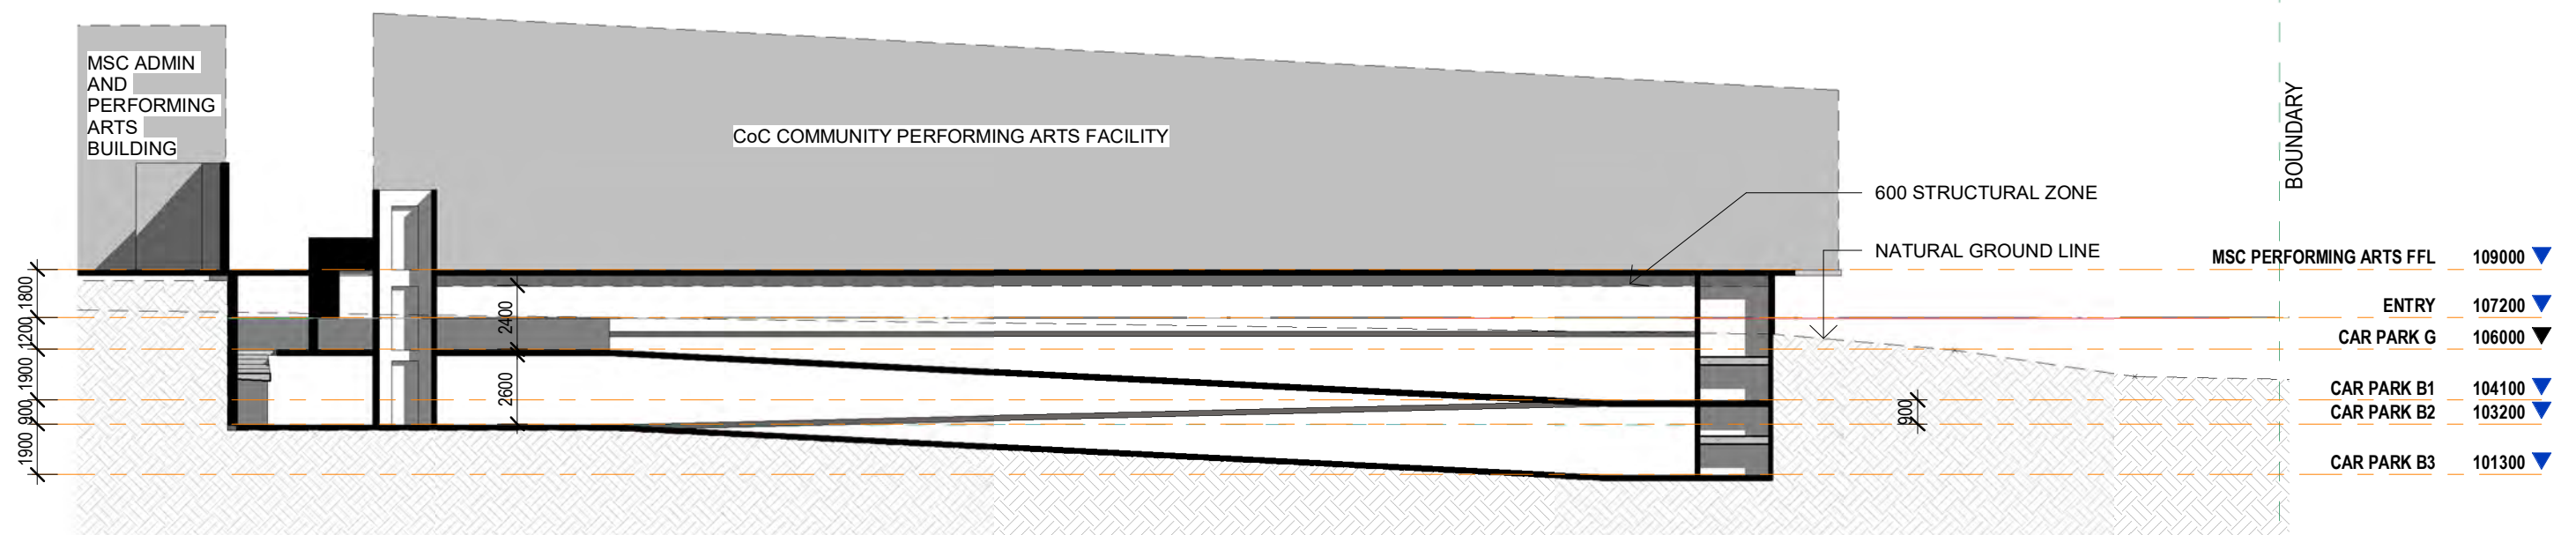 MSC ADMIN
AND
PERFORMING
ARTS
BUILDING
CoC COMMUNITY PERFORMING ARTS FACILITY
BOUNDARY
600 STRUCTURAL ZONE
NATURAL GROUND LINE
MSC PERFORMING ARTS FFL 109000
ENTRY 107200
CAR PARK G 106000
CAR PARK B1 104100
CAR PARK B2 103200
CAR PARK B3 101300
1800
1200
1900
900
1900
2400
2600
900